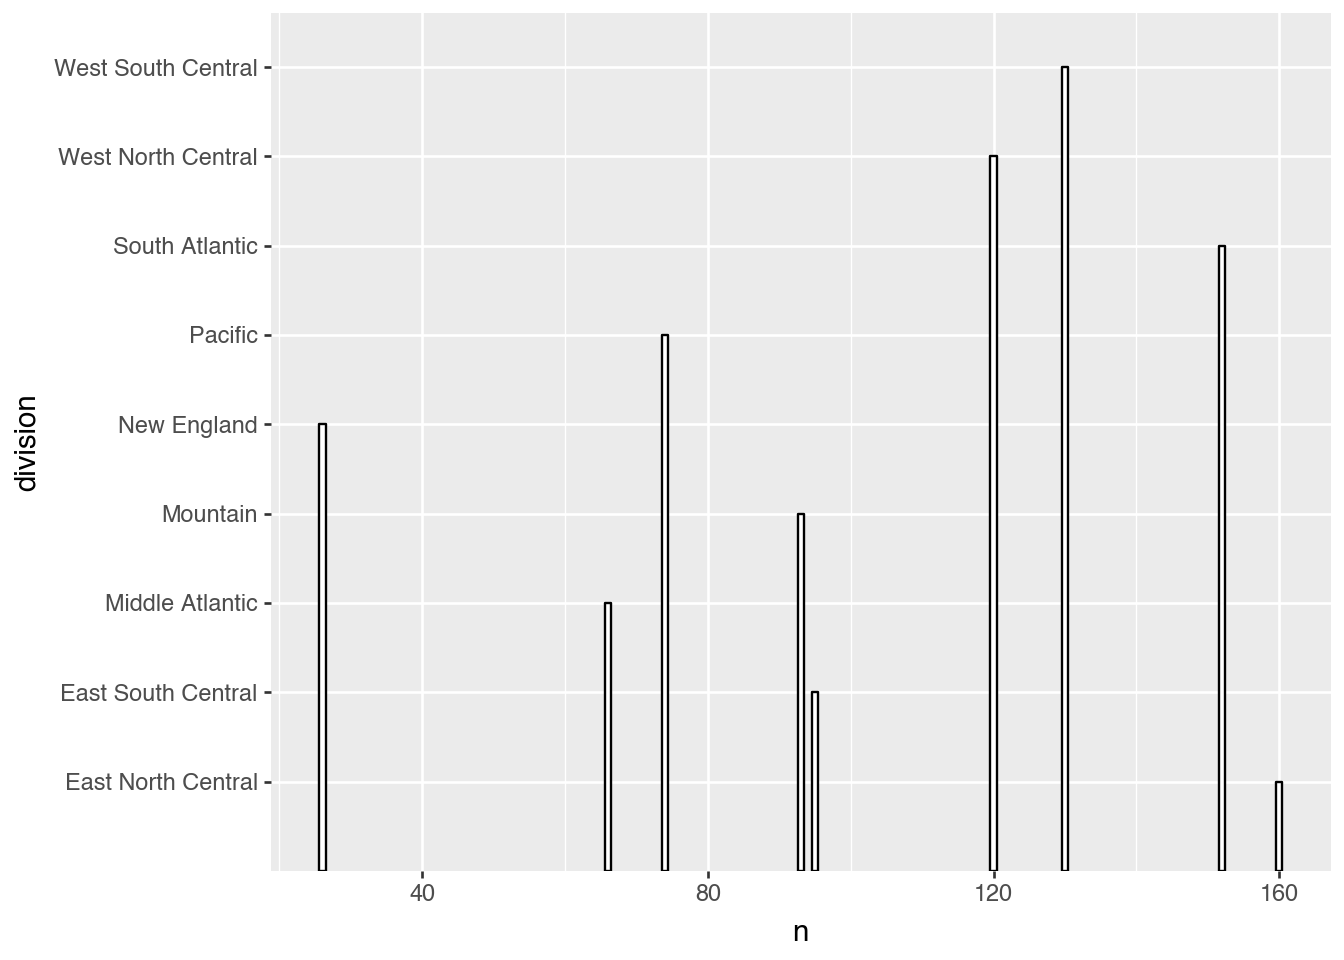 West South Central
West North Central
South Atlantic
Pacific
New England
Mountain
Middle Atlantic
East South Central
East North Central
division
40 80 120 160
n